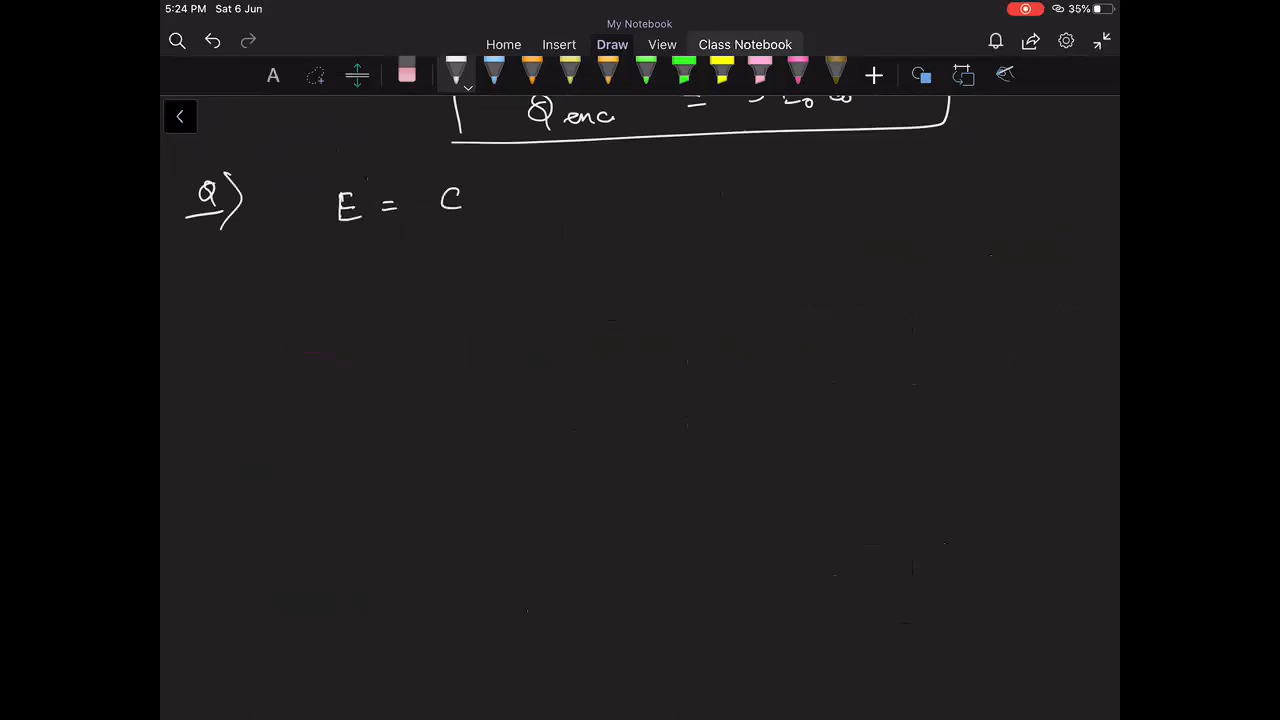 5:24 PM Sat 6 Jun
35%
My Notebook
Home Insert Draw View Class Notebook
A
Q enc =
Q) E = C